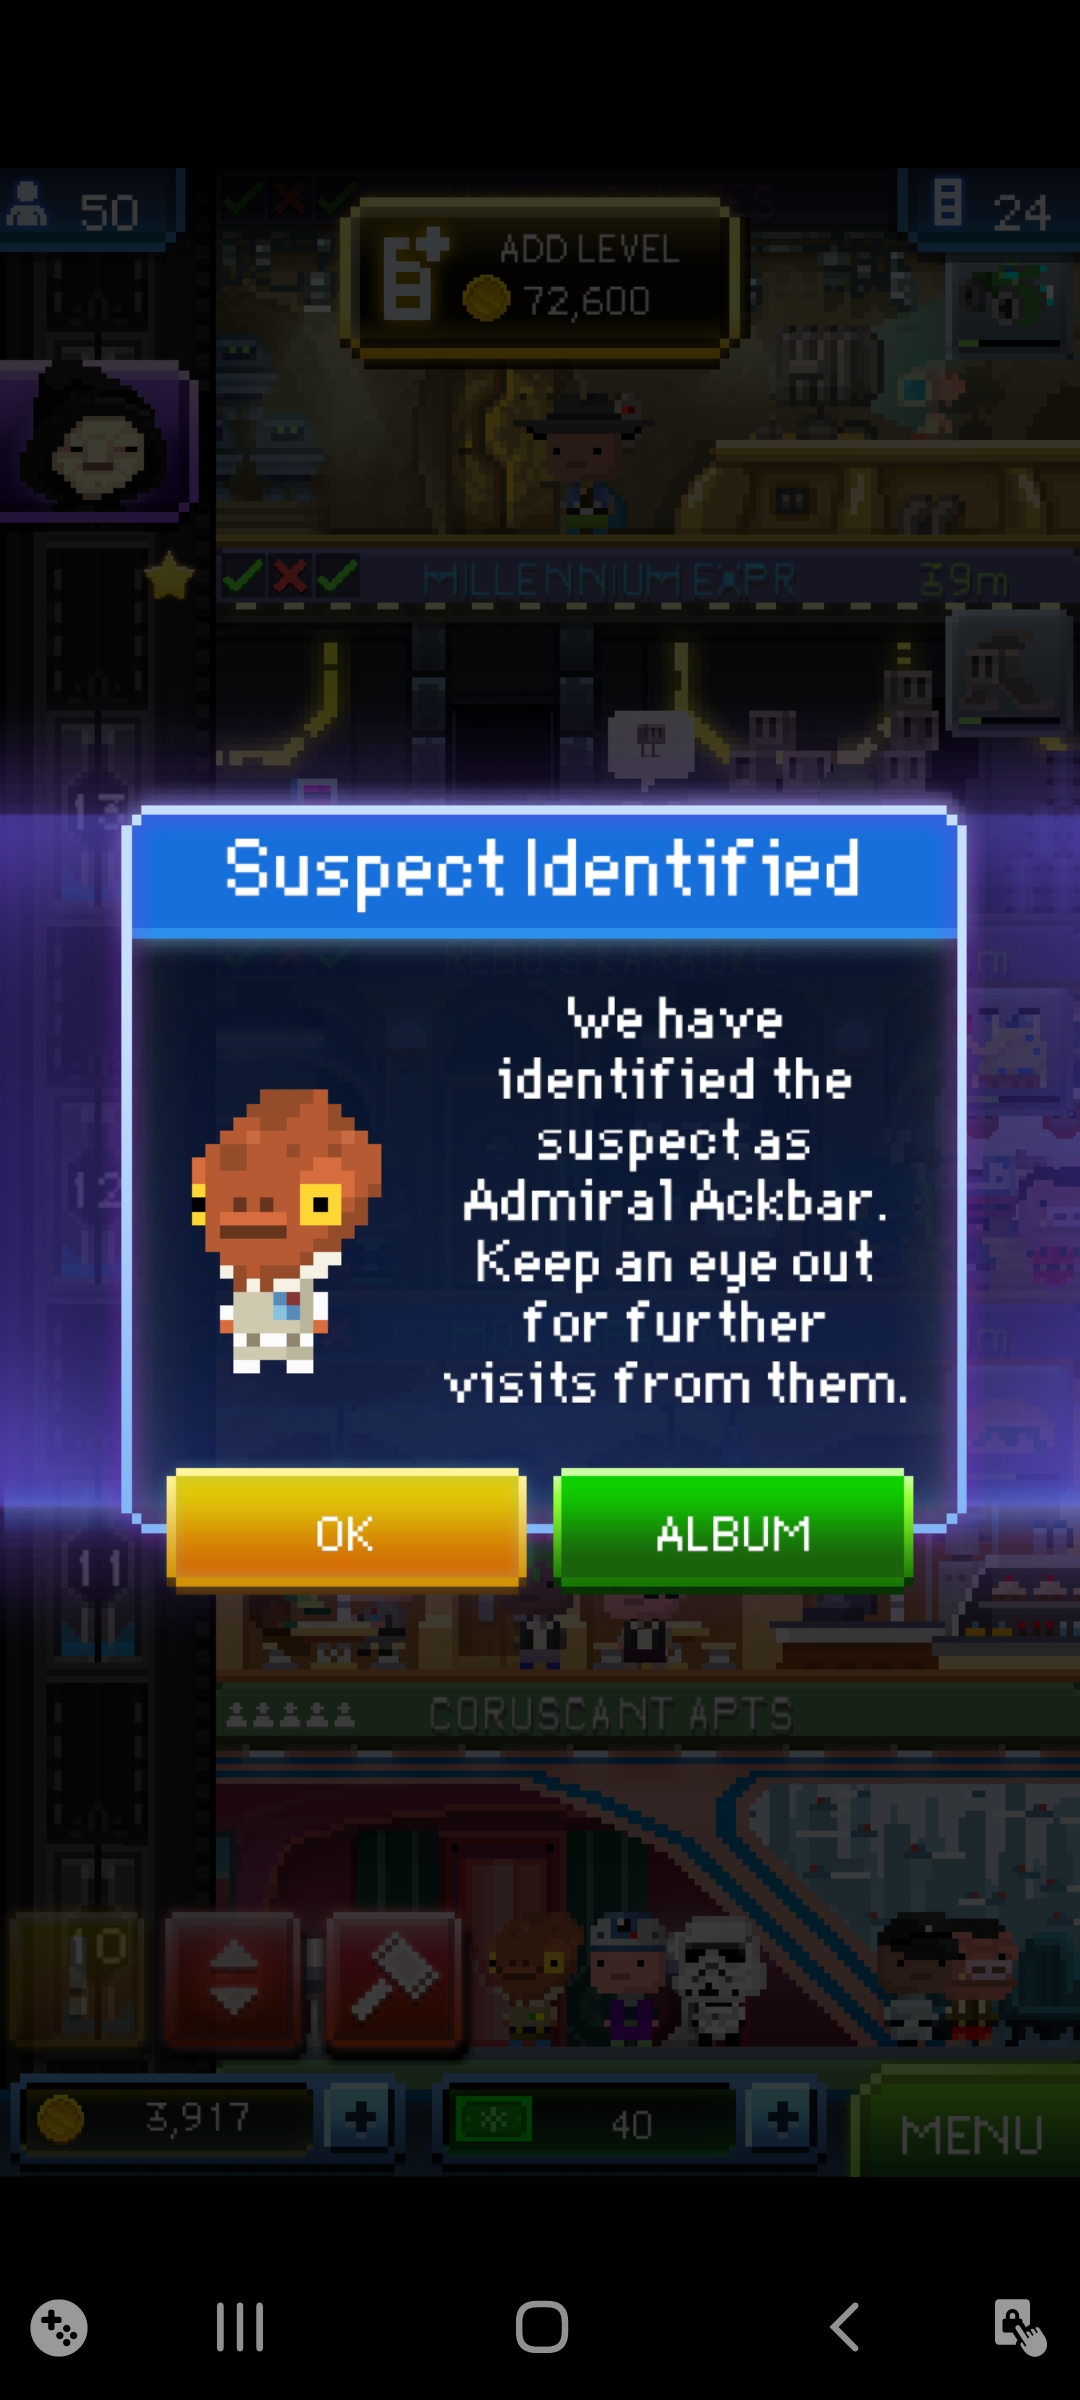 50
24
ADD LEVEL
72,600
MILLENNIUM EXPR
39m
13
Suspect Identified
REBO'S KARAOKE
We have
identified the
suspect as
Admiral Ackbar.
Keep an eye out
for further
visits from them.
12
OK
ALBUM
11
CORUSCANT APTS
10
3,917
40
MENU